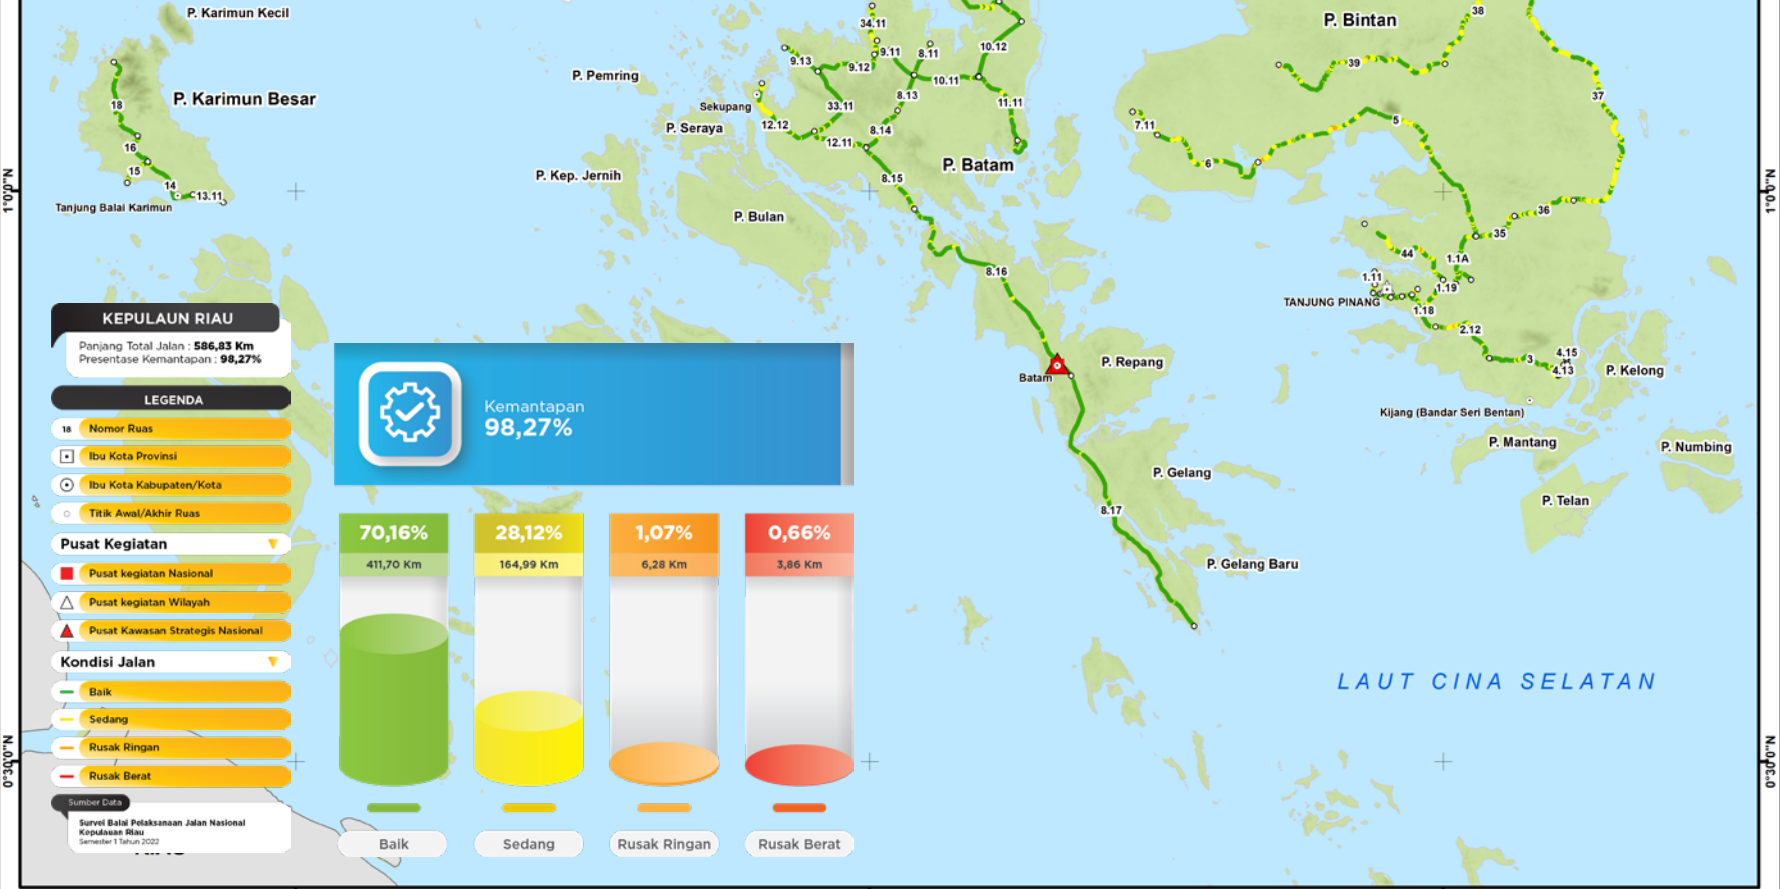 P. Karimun Kecil
P. Karimun Besar
18
16
15
14
13.11
Tanjung Balai Karimun
1°0'0"N
P. Pemring
Sekupang
P. Seraya
P. Kep. Jernih
P. Bulan
34.11
9.11
8.11
10.12
9.13
9.12
10.11
8.13
33.11
11.11
12.12
8.14
12.11
P. Batam
8.15
8.16
Batam
P. Repang
P. Gelang
8.17
P. Gelang Baru
P. Bintan
38
39
37
7.11
5
6
36
35
44
1.1A
1.11
1.19
TANJUNG PINANG
1.18
2.12
3
4.15
4.13
P. Kelong
Kijang (Bandar Seri Bentan)
P. Mantang
P. Numbing
P. Telan
1°0'0"N
LAUT CINA SELATAN
0°30'0"N
0°30'0"N
KEPULAUN RIAU
Panjang Total Jalan : 586,83 Km
Presentase Kemantapan : 98,27%
LEGENDA
18 Nomor Ruas
Ibu Kota Provinsi
Ibu Kota Kabupaten/Kota
Titik Awal/Akhir Ruas
Pusat Kegiatan
Pusat kegiatan Nasional
Pusat kegiatan Wilayah
Pusat Kawasan Strategis Nasional
Kondisi Jalan
Baik
Sedang
Rusak Ringan
Rusak Berat
Sumber Data
Survei Balai Pelaksanaan Jalan Nasional
Kepulauan Riau
Semester 1 Tahun 2022
Kemantapan
98,27%
70,16% 28,12% 1,07% 0,66%
411,70 Km 164,99 Km 6,28 Km 3,86 Km
Baik Sedang Rusak Ringan Rusak Berat